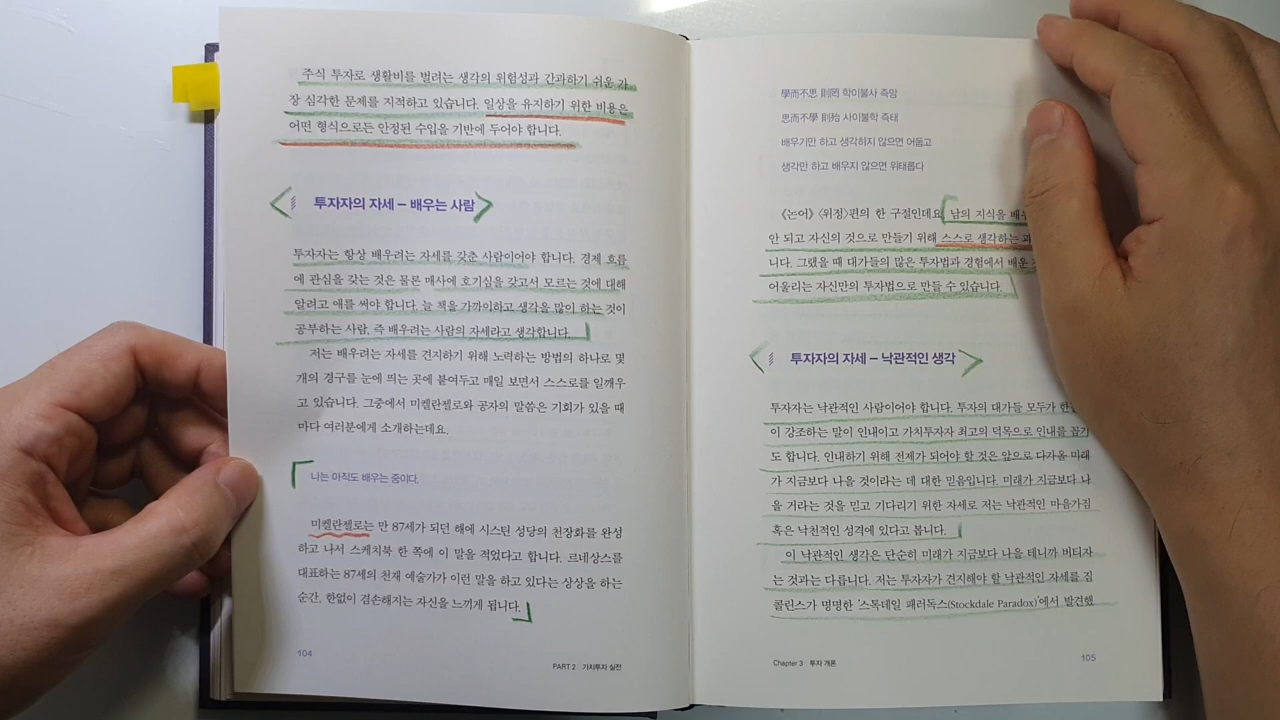 주식 투자로 생활비를 벌려는 생각의 위험성과 간과하기 쉬운 가
장 심각한 문제를 지적하고 있습니다. 일상을 유지하기 위한 비용은
어떤 형식으로든 안정된 수입을 기반에 두어야 합니다.
투자자의 자세 – 배우는 사람
투자자는 항상 배우려는 자세를 갖춘 사람이어야 합니다. 경제 흐름
에 관심을 갖는 것은 물론 매사에 호기심을 갖고서 모르는 것에 대해
알려고 애를 써야 합니다. 늘 책을 가까이하고 생각을 많이 하는 것이
공부하는 사람, 즉 배우려는 사람의 자세라고 생각합니다.
저는 배우려는 자세를 견지하기 위해 노력하는 방법의 하나로 몇
개의 경구를 눈에 띄는 곳에 붙여두고 매일 보면서 스스로를 일깨우
고 있습니다. 그중에서 미켈란젤로와 공자의 말씀은 기회가 있을 때
마다 여러분에게 소개하는데요.
나는 아직도 배우는 중이다.
미켈란젤로는 만 87세가 되던 해에 시스틴 성당의 천장화를 완성
하고 나서 스케치북 한 쪽에 이 말을 적었다고 합니다. 르네상스를
대표하는 87세의 천재 예술가가 이런 말을 하고 있다는 상상을 하는
순간, 한없이 겸손해지는 자신을 느끼게 됩니다.
104
PART 2 가치투자 실전
學而不思 則罔 학이불사 즉망
思而不學 則殆 사이불학 즉태
배우기만 하고 생각하지 않으면 어둡고
생각만 하고 배우지 않으면 위태롭다
《논어》〈위정〉편의 한 구절인데요, 남의 지식을
안 되고 자신의 것으로 만들기 위해 스스로 생각하는
니다. 그랬을 때 대가들의 많은 투자법과 경험에서 배운
어울리는 자신만의 투자법으로 만들 수 있습니다.
투자자의 자세 – 낙관적인 생각
투자자는 낙관적인 사람이어야 합니다. 투자의 대가들 모두가
이 강조하는 말이 인내이고 가치투자자 최고의 덕목으로 인내를 꼽기
도 합니다. 인내하기 위해 전제가 되어야 할 것은 앞으로 다가올 미래
가 지금보다 나을 것이라는 데 대한 믿음입니다. 미래가 지금보다 나
을 거라는 것을 믿고 기다리기 위한 자세로 저는 낙관적인 마음가짐
혹은 낙천적인 성격에 있다고 봅니다.
이 낙관적인 생각은 단순히 미래가 지금보다 나을 테니까 버티자
는 것과는 다릅니다. 저는 투자자가 견지해야 할 낙관적인 자세를 짐
콜린스가 명명한 '스톡데일 패러독스(Stockdale Paradox)'에서 발견했
Chapter 3 투자 개론
105